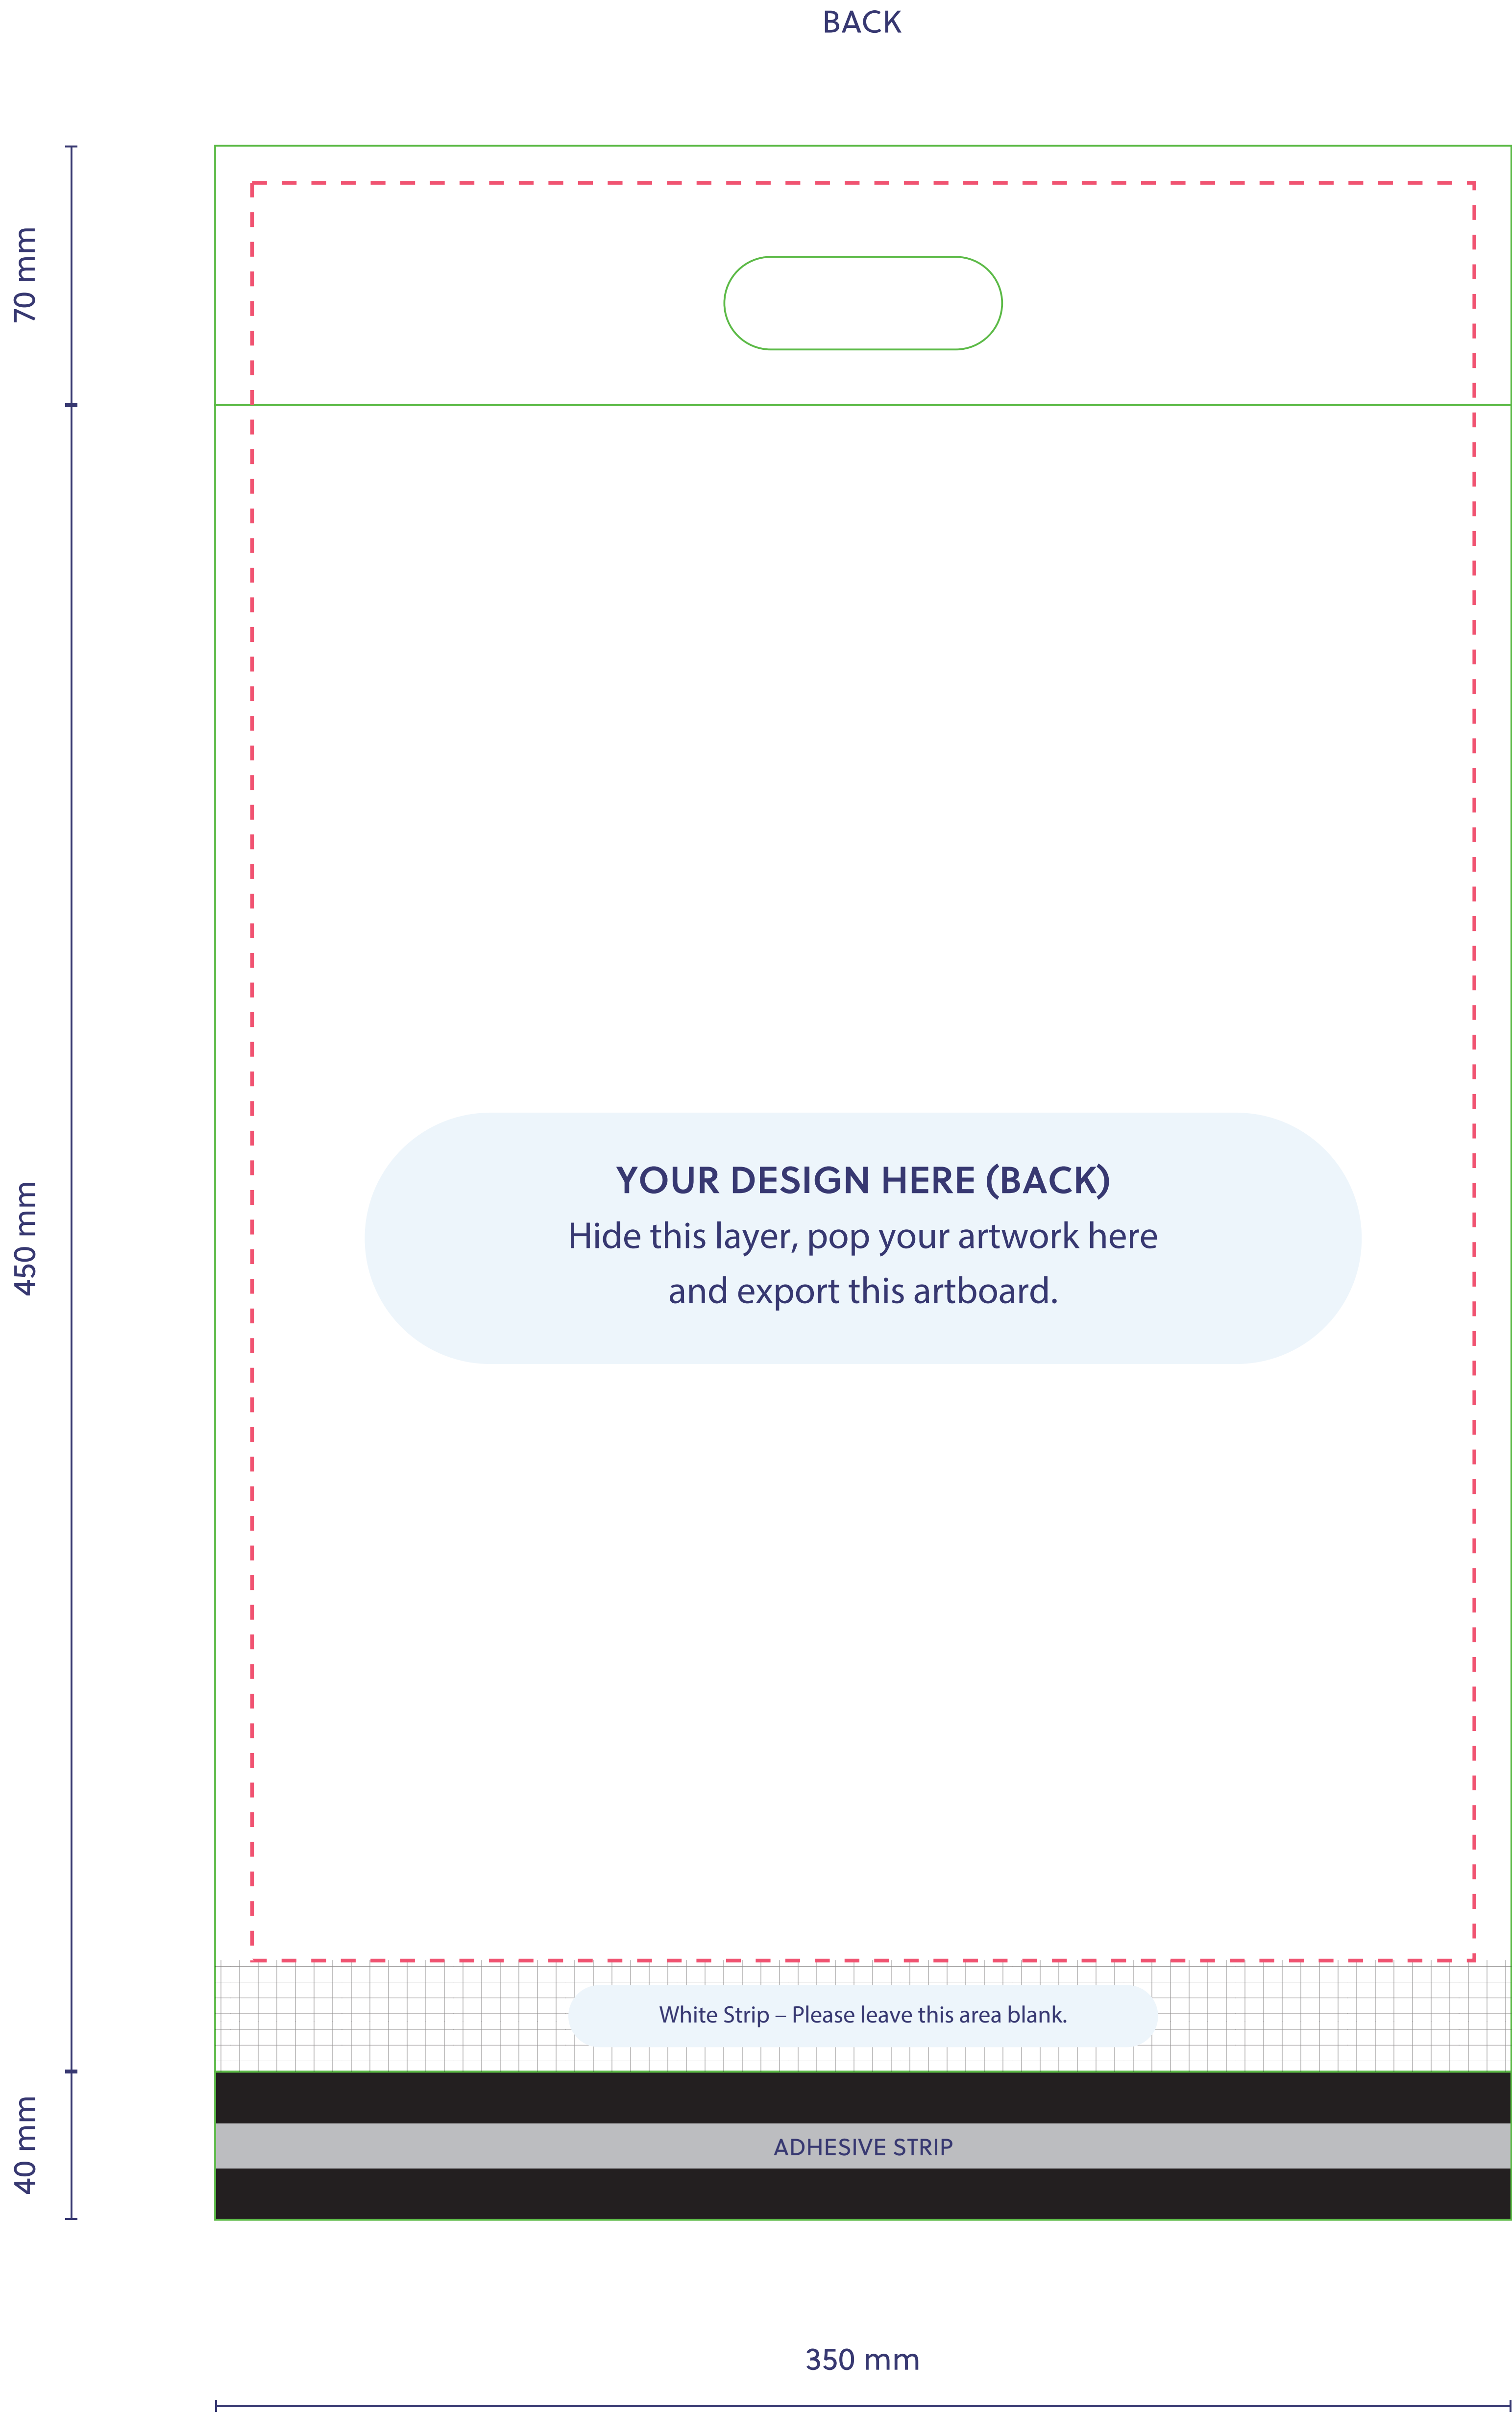 BACK
70 mm
450 mm
YOUR DESIGN HERE (BACK)
Hide this layer, pop your artwork here
and export this artboard.
White Strip – Please leave this area blank.
40 mm
ADHESIVE STRIP
350 mm